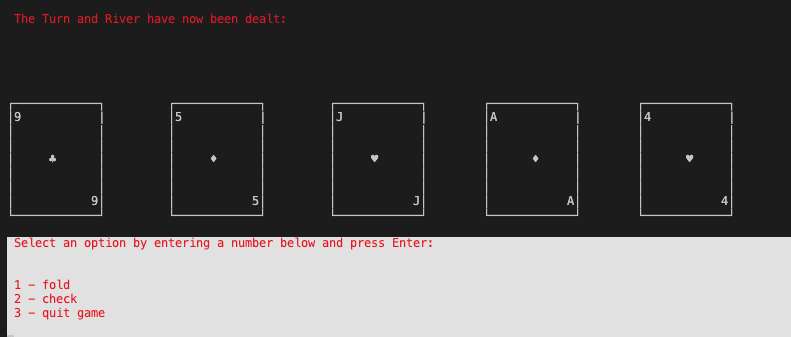 The Turn and River have now been dealt:
9 5 J A 4
♣ ♦ ♥ ♦ ♥
9 5 J A 4
Select an option by entering a number below and press Enter:
1 – fold
2 – check
3 – quit game